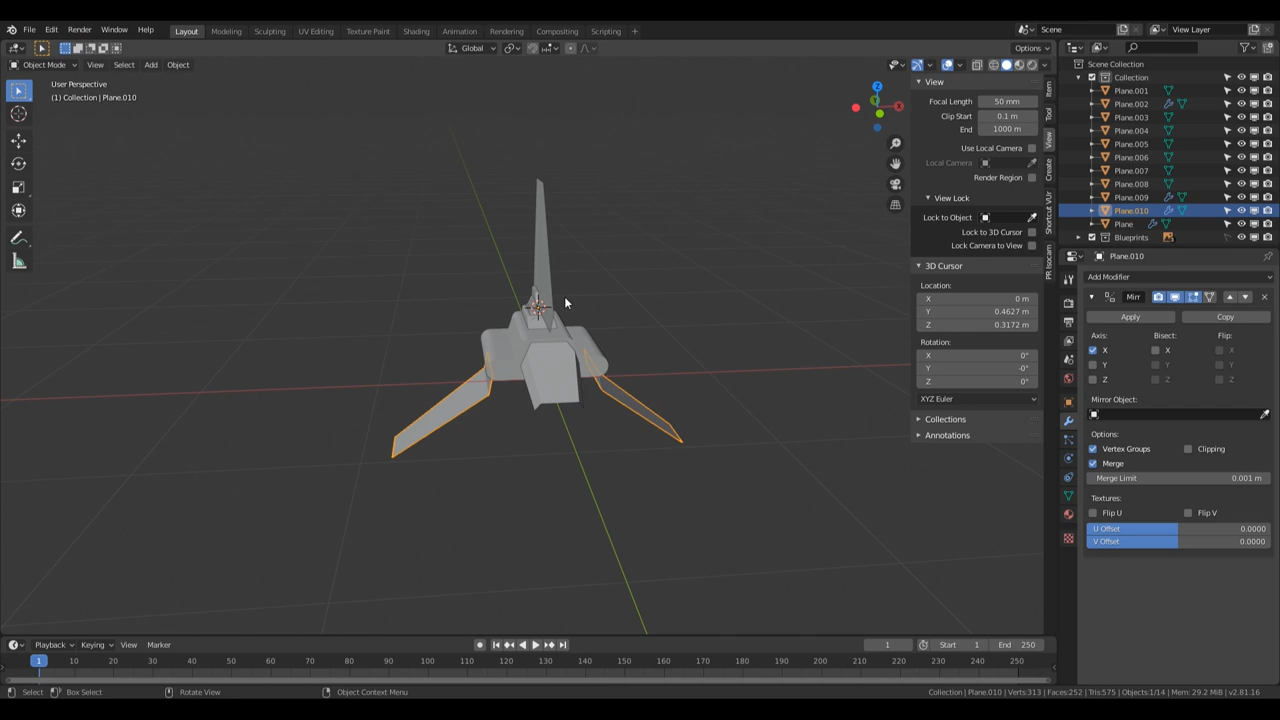 File Edit Render Window Help Layout Modeling Sculpting UV Editing Texture Paint Shading Animation Rendering Compositing Scripting + Scene View Layer
Global Options
Object Mode View Select Add Object
User Perspective
(1) Collection | Plane.010
View
Focal Length 50 mm
Clip Start 0.1 m
End 1000 m
Use Local Camera
Local Camera
Render Region
View Lock
Lock to Object
Lock to 3D Cursor
Lock Camera to View
3D Cursor
Location:
X 0 m
Y 0.4627 m
Z 0.3172 m
Rotation:
X 0°
Y -0°
Z 0°
XYZ Euler
Collections
Annotations
Item
Tool
View
Create
Shortcut VUr
PR Isocam
Scene Collection
Collection
Plane.001
Plane.002
Plane.003
Plane.004
Plane.005
Plane.006
Plane.007
Plane.008
Plane.009
Plane.010
Plane
Blueprints
Plane.010
Add Modifier
Mirr
Apply Copy
Axis: Bisect: Flip:
X X X
Y Y Y
Z Z Z
Mirror Object:
Options:
Vertex Groups Clipping
Merge
Merge Limit 0.001 m
Textures:
Flip U Flip V
U Offset 0.0000
V Offset 0.0000
Playback Keying View Marker 1 Start 1 End 250
1 10 20 30 40 50 60 70 80 90 100 110 120 130 140 150 160 170 180 190 200 210 220 230 240 250
Select Box Select Rotate View Object Context Menu Collection | Plane.010 | Verts:313 | Faces:252 | Tris:575 | Objects:1/14 | Mem: 29.2 MiB | v2.81.16